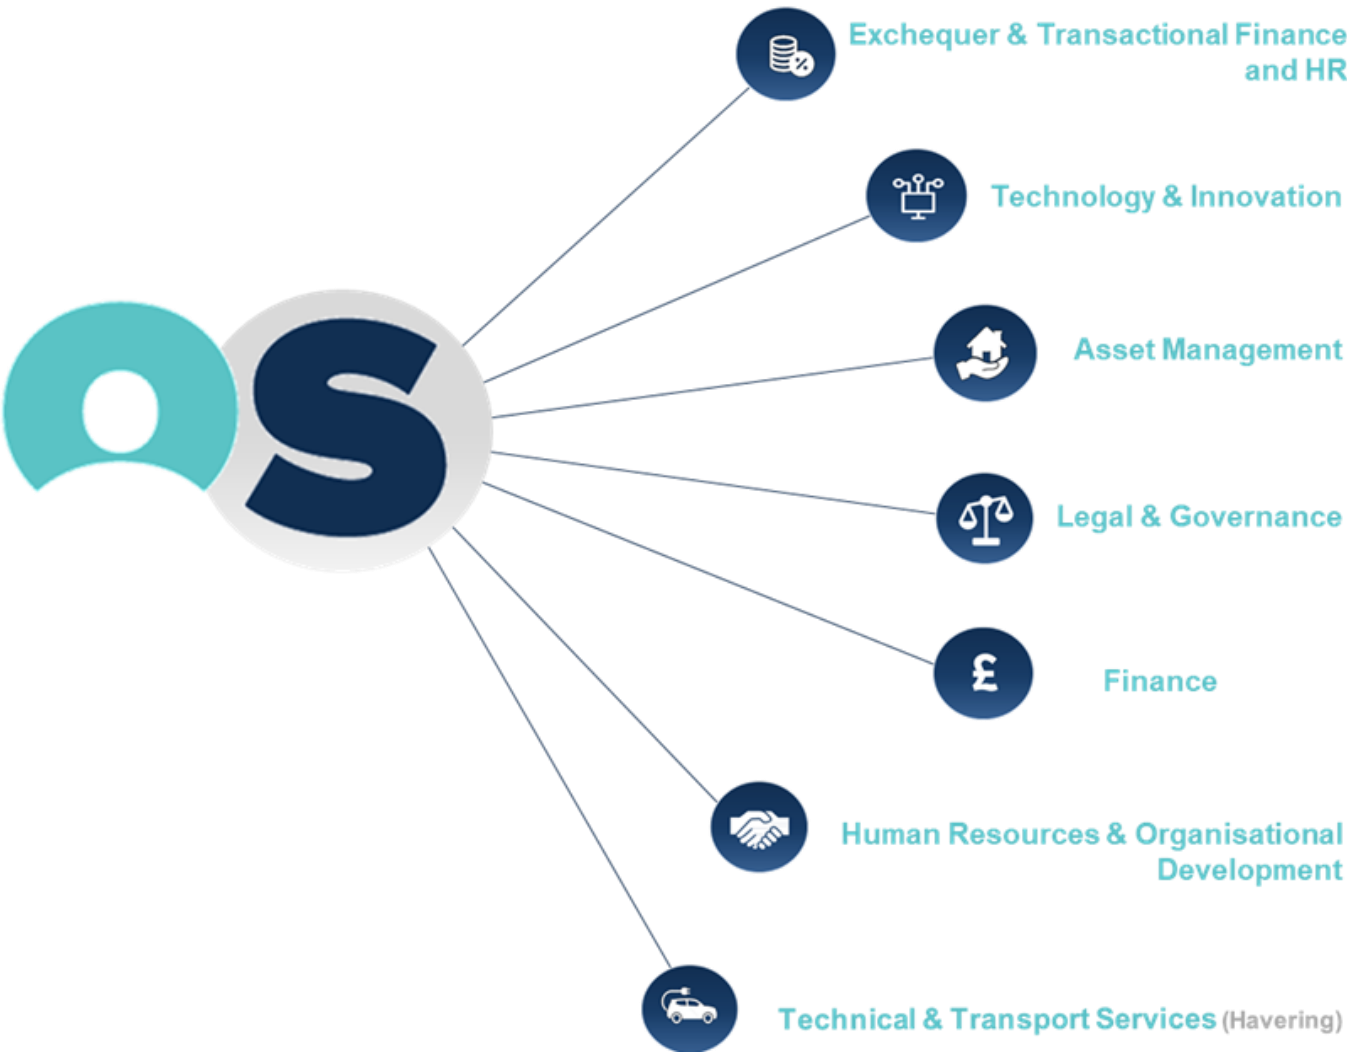 Exchequer & Transactional Finance
and HR
Technology & Innovation
Asset Management
OS
Legal & Governance
£
Finance
Human Resources & Organisational
Development
Technical & Transport Services (Havering)